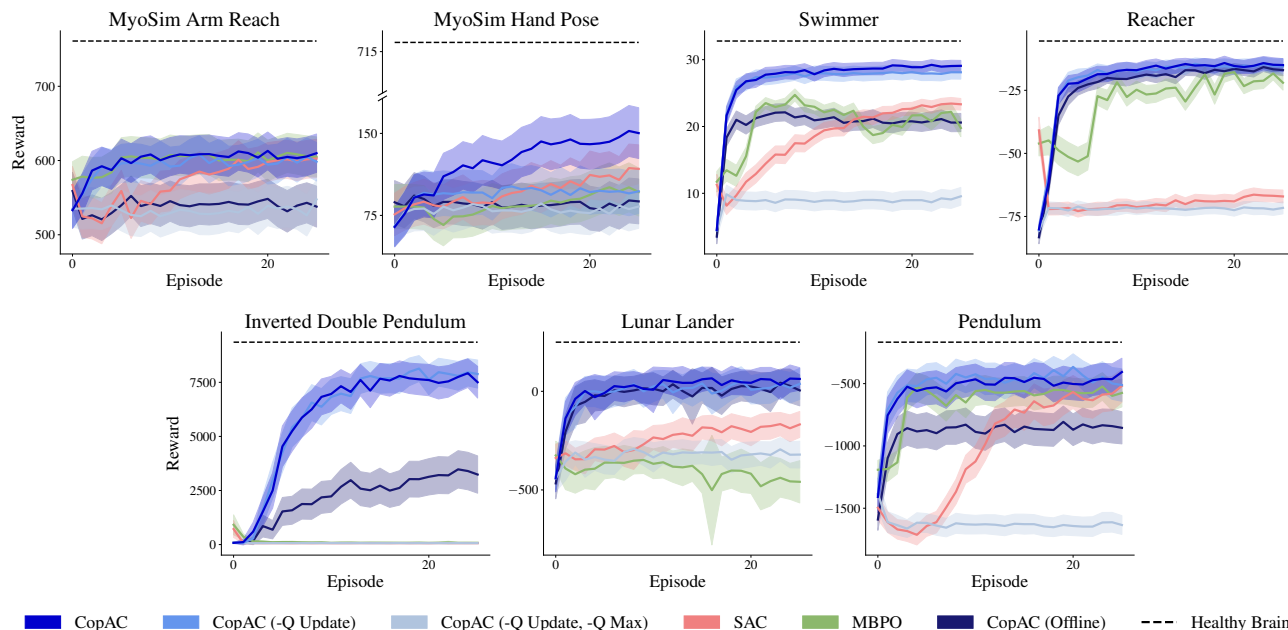 MyoSim Arm Reach
MyoSim Hand Pose
Swimmer
Reacher
Reward
700
600
500
0
20
Episode
715
150
75
0
20
Episode
30
20
10
0
20
Episode
−25
−50
−75
0
20
Episode
Inverted Double Pendulum
Lunar Lander
Pendulum
Reward
7500
5000
2500
0
0
20
Episode
0
−500
0
20
Episode
−500
−1000
−1500
0
20
Episode
CopAC CopAC (-Q Update) CopAC (-Q Update, -Q Max) SAC MBPO CopAC (Offline) Healthy Brain